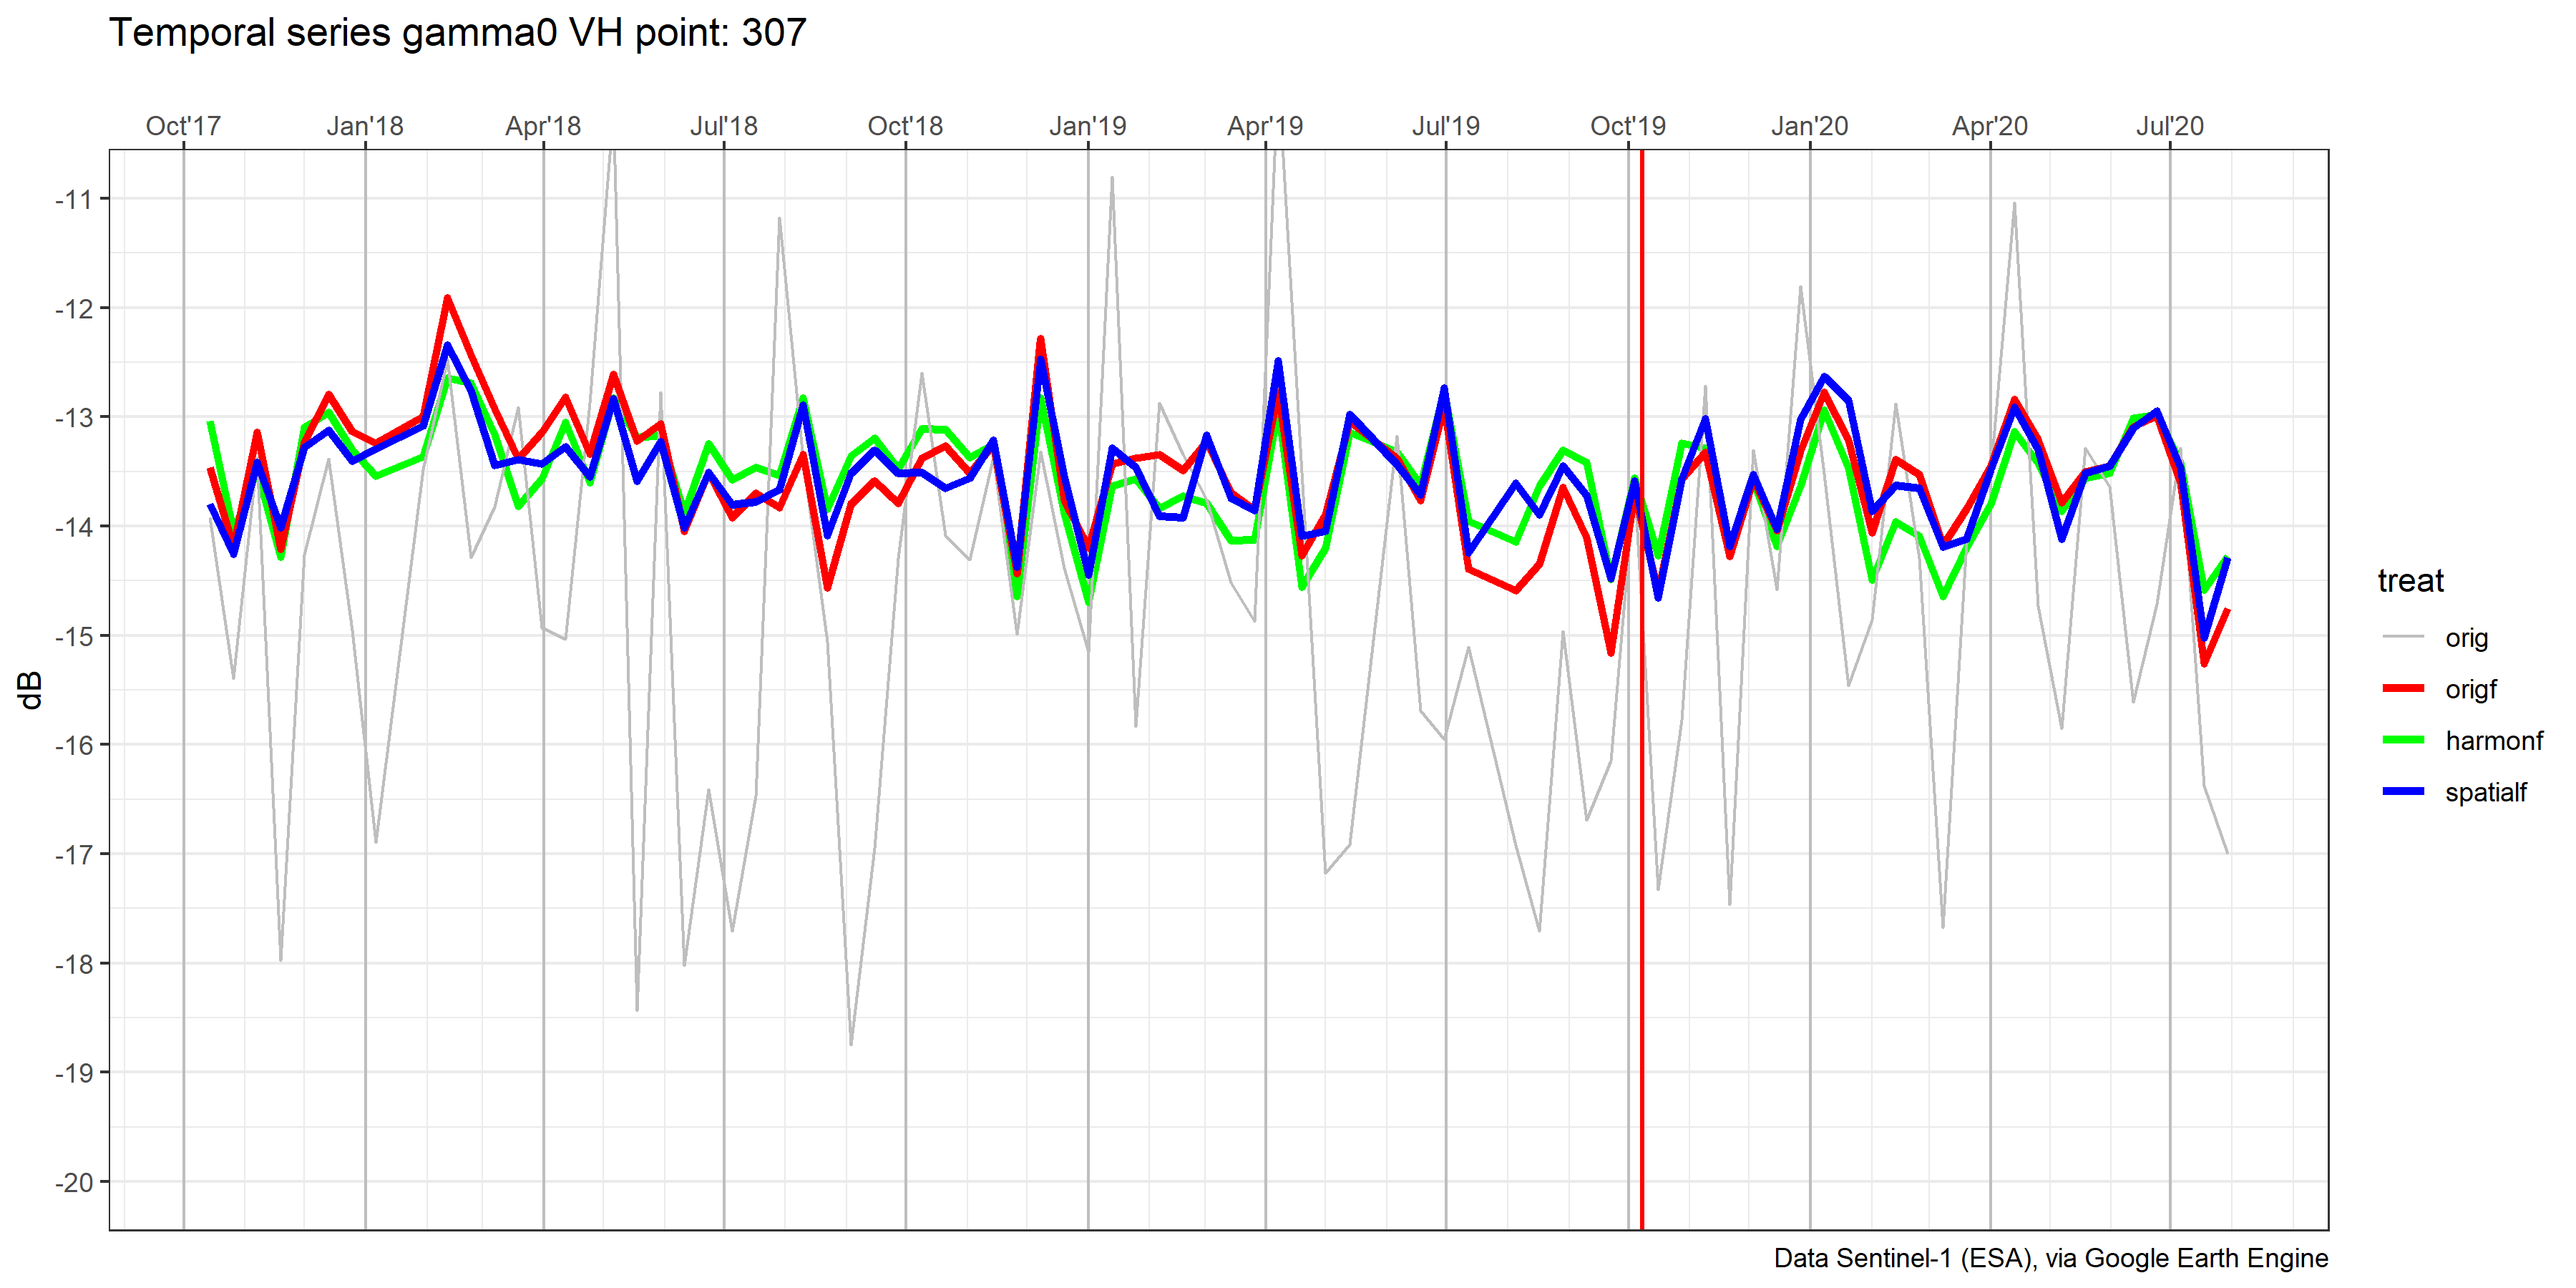 Temporal series gamma0 VH point: 307
Oct'17 Jan'18 Apr'18 Jul'18 Oct'18 Jan'19 Apr'19 Jul'19 Oct'19 Jan'20 Apr'20 Jul'20
-11
-12
-13
-14
-15
-16
-17
-18
-19
-20
dB
treat
orig
origf
harmonf
spatialf
Data Sentinel-1 (ESA), via Google Earth Engine